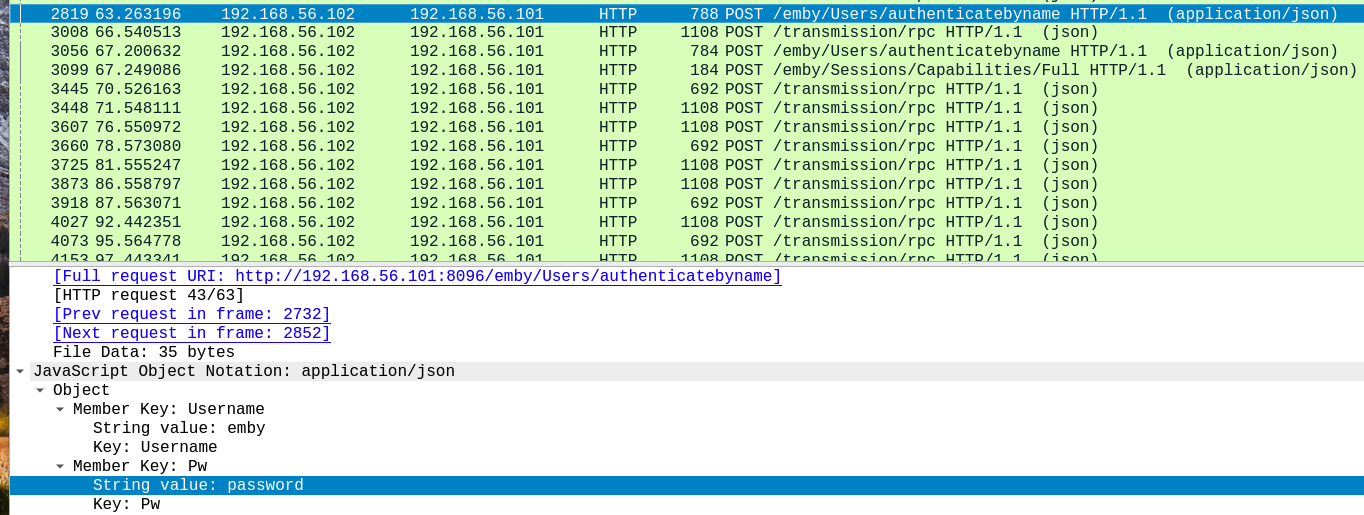 2819 63.263196 192.168.56.102 192.168.56.101 HTTP 788 POST /emby/Users/authenticatebyname HTTP/1.1 (application/json)
3008 66.540513 192.168.56.102 192.168.56.101 HTTP 1108 POST /transmission/rpc HTTP/1.1 (json)
3056 67.200632 192.168.56.102 192.168.56.101 HTTP 784 POST /emby/Users/authenticatebyname HTTP/1.1 (application/json)
3099 67.249086 192.168.56.102 192.168.56.101 HTTP 184 POST /emby/Sessions/Capabilities/Full HTTP/1.1 (application/json)
3445 70.526163 192.168.56.102 192.168.56.101 HTTP 692 POST /transmission/rpc HTTP/1.1 (json)
3448 71.548111 192.168.56.102 192.168.56.101 HTTP 1108 POST /transmission/rpc HTTP/1.1 (json)
3607 76.550972 192.168.56.102 192.168.56.101 HTTP 1108 POST /transmission/rpc HTTP/1.1 (json)
3660 78.573080 192.168.56.102 192.168.56.101 HTTP 692 POST /transmission/rpc HTTP/1.1 (json)
3725 81.555247 192.168.56.102 192.168.56.101 HTTP 1108 POST /transmission/rpc HTTP/1.1 (json)
3873 86.558797 192.168.56.102 192.168.56.101 HTTP 1108 POST /transmission/rpc HTTP/1.1 (json)
3918 87.563071 192.168.56.102 192.168.56.101 HTTP 692 POST /transmission/rpc HTTP/1.1 (json)
4027 92.442351 192.168.56.102 192.168.56.101 HTTP 1108 POST /transmission/rpc HTTP/1.1 (json)
4073 95.564778 192.168.56.102 192.168.56.101 HTTP 692 POST /transmission/rpc HTTP/1.1 (json)
4153 97.443341 192.168.56.102 192.168.56.101 HTTP 1108 POST /transmission/rpc HTTP/1.1 (json)
[Full request URI: http://192.168.56.101:8096/emby/Users/authenticatebyname]
[HTTP request 43/63]
[Prev request in frame: 2732]
[Next request in frame: 2852]
File Data: 35 bytes
JavaScript Object Notation: application/json
Object
Member Key: Username
String value: emby
Key: Username
Member Key: Pw
String value: password
Key: Pw